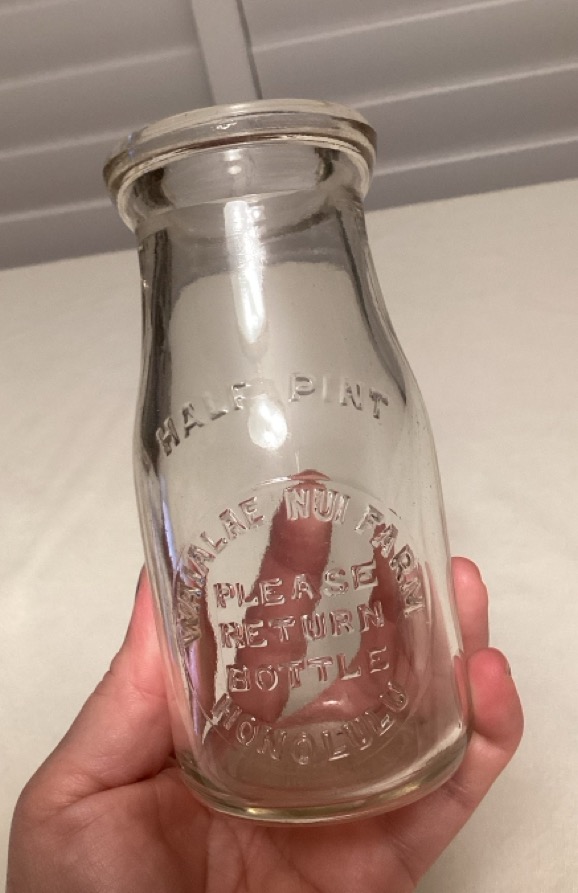 HALF PINT
WAIALAE NUI FARM
PLEASE
RETURN
BOTTLE
HONOLULU